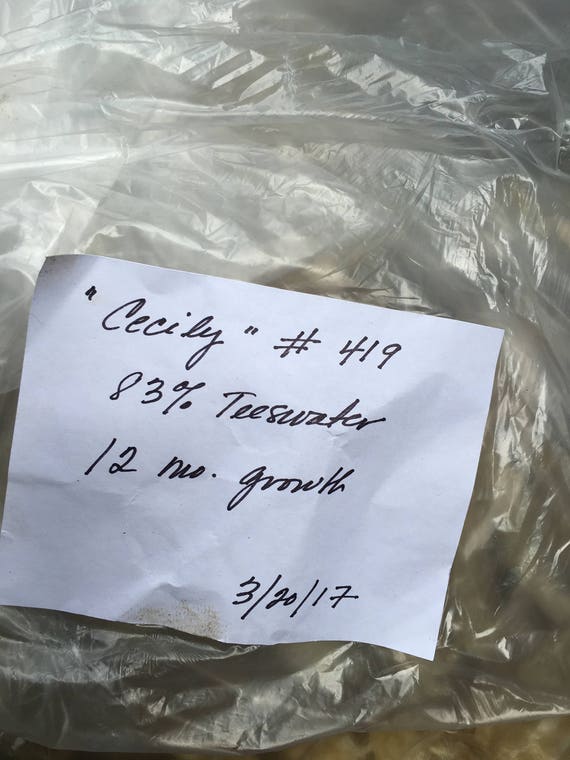 "Cecily" # 419
83% Teeswater
12 mo. growth
3/20/17